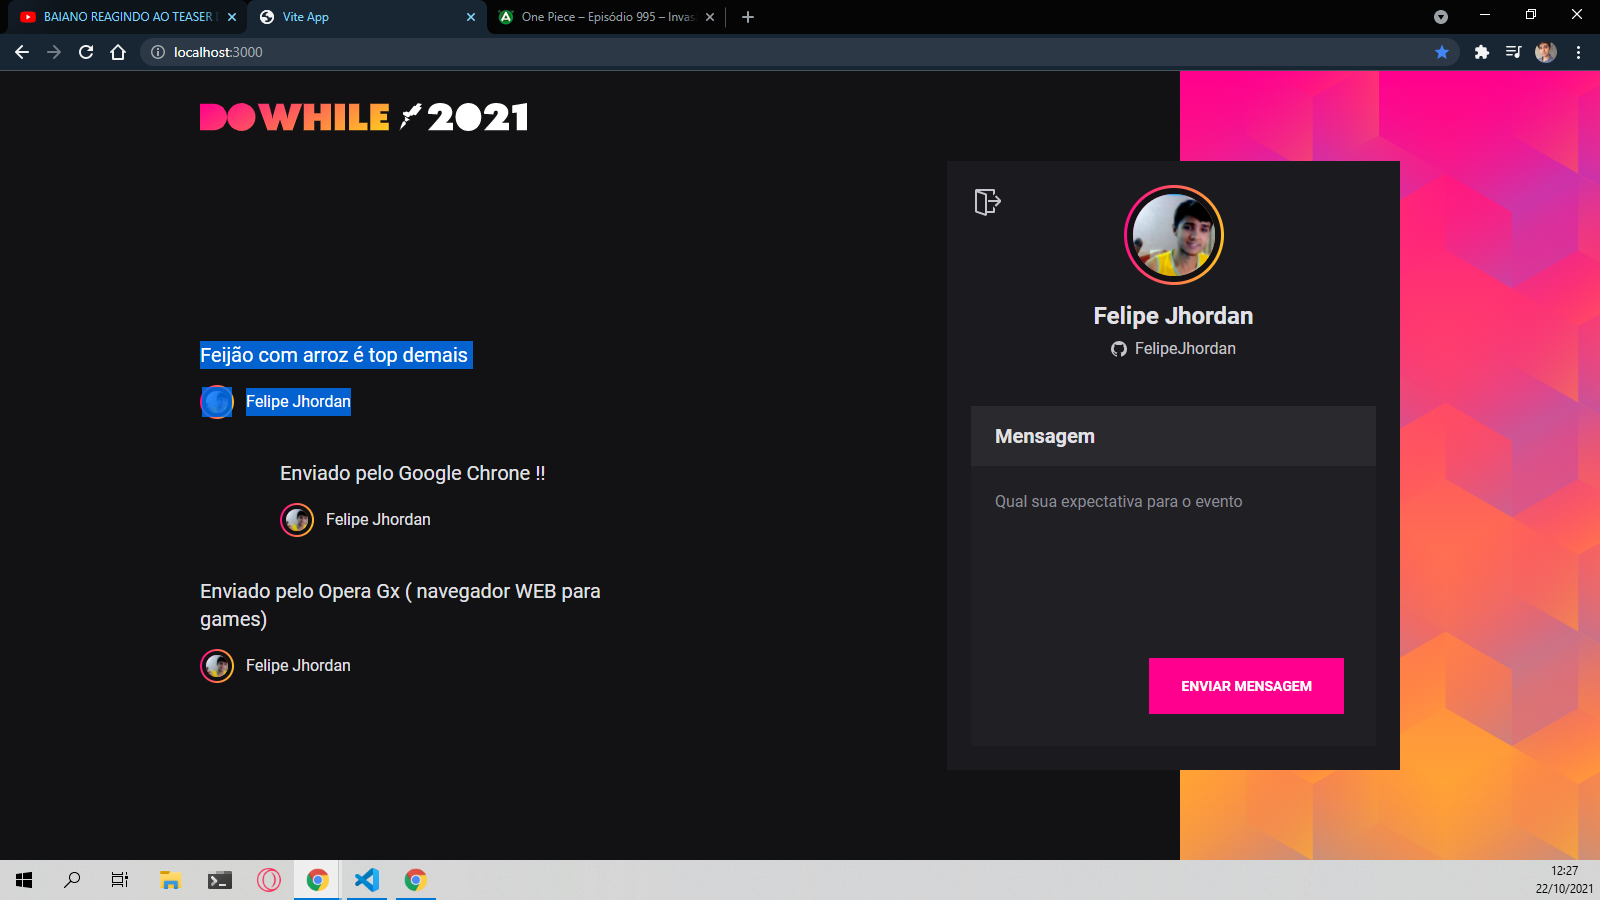 BAIANO REAGINDO AO TEASER
Vite App
One Piece – Episódio 995 – Invas
localhost:3000
DOWHILE 2021
Feijão com arroz é top demais
Felipe Jhordan
Enviado pelo Google Chrone !!
Felipe Jhordan
Enviado pelo Opera Gx ( navegador WEB para
games)
Felipe Jhordan
Felipe Jhordan
FelipeJhordan
Mensagem
Qual sua expectativa para o evento
ENVIAR MENSAGEM
12:27
22/10/2021